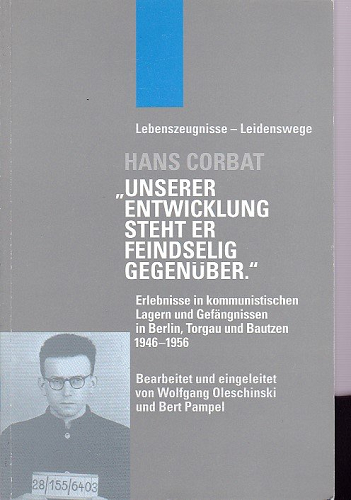 Lebenszeugnisse – Leidenswege
HANS CORBAT
„UNSERER
ENTWICKLUNG
STEHT ER
FEINDSELIG
GEGENÜBER.“
Erlebnisse in kommunistischen
Lagern und Gefängnissen
in Berlin, Torgau und Bautzen
1946–1956
Bearbeitet und eingeleitet
von Wolfgang Oleschinski
und Bert Pampel
28/155/6403